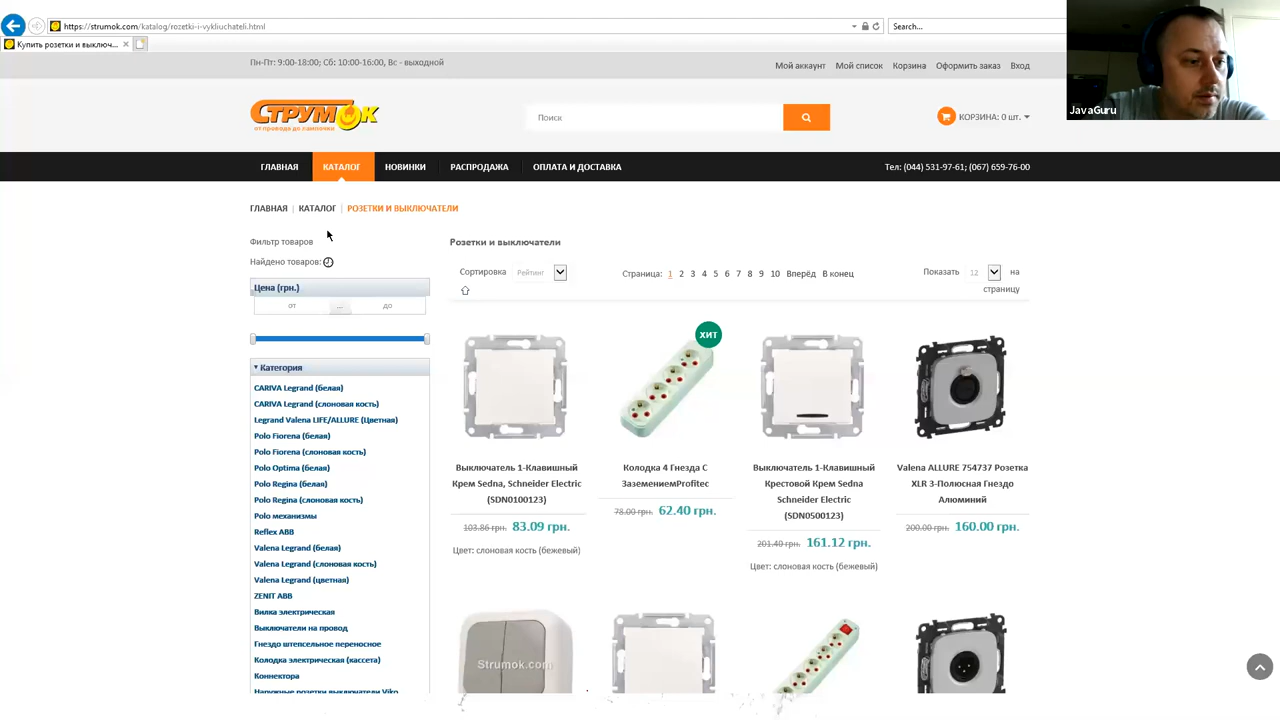 https://strumok.com/katalog/rozetki-i-vykliuchateli.html
Search...
Купить розетки и выключ...
JavaGuru
Пн-Пт: 9:00-18:00; Сб: 10:00-16:00, Вс - выходной
Мой аккаунт Мой список Корзина Оформить заказ Вход
СТРУМОК
от провода до лампочки
Поиск
КОРЗИНА: 0 шт.
ГЛАВНАЯ КАТАЛОГ НОВИНКИ РАСПРОДАЖА ОПЛАТА И ДОСТАВКА
Тел: (044) 531-97-61; (067) 659-76-00
ГЛАВНАЯ | КАТАЛОГ | РОЗЕТКИ И ВЫКЛЮЧАТЕЛИ
Фильтр товаров
Найдено товаров:
Цена (грн.)
от ... до
Категория
CARIVA Legrand (белая)
CARIVA Legrand (слоновая кость)
Legrand Valena LIFE/ALLURE (Цветная)
Polo Fiorena (белая)
Polo Fiorena (слоновая кость)
Polo Optima (белая)
Polo Regina (белая)
Polo Regina (слоновая кость)
Polo механизмы
Reflex ABB
Valena Legrand (белая)
Valena Legrand (слоновая кость)
Valena Legrand (цветная)
ZENIT ABB
Вилка электрическая
Выключатели на провод
Гнездо штепсельное переносное
Колодка электрическая (кассета)
Коннектора
Наружные розетки выключатели Viko
Розетки и выключатели
Сортировка Рейтинг
Страница: 1 2 3 4 5 6 7 8 9 10 Вперёд В конец
Показать 12 на
страницу
ХИТ
Выключатель 1-Клавишный
Крем Sedna, Schneider Electric
(SDN0100123)
103.86 грн. 83.09 грн.
Цвет: слоновая кость (бежевый)
Колодка 4 Гнезда С
ЗаземениемProfitec
78.00 грн. 62.40 грн.
Выключатель 1-Клавишный
Крестовой Крем Sedna
Schneider Electric
(SDN0500123)
201.40 грн. 161.12 грн.
Цвет: слоновая кость (бежевый)
Valena ALLURE 754737 Розетка
XLR 3-Полюсная Гнездо
Алюминий
200.00 грн. 160.00 грн.
Strumok.com